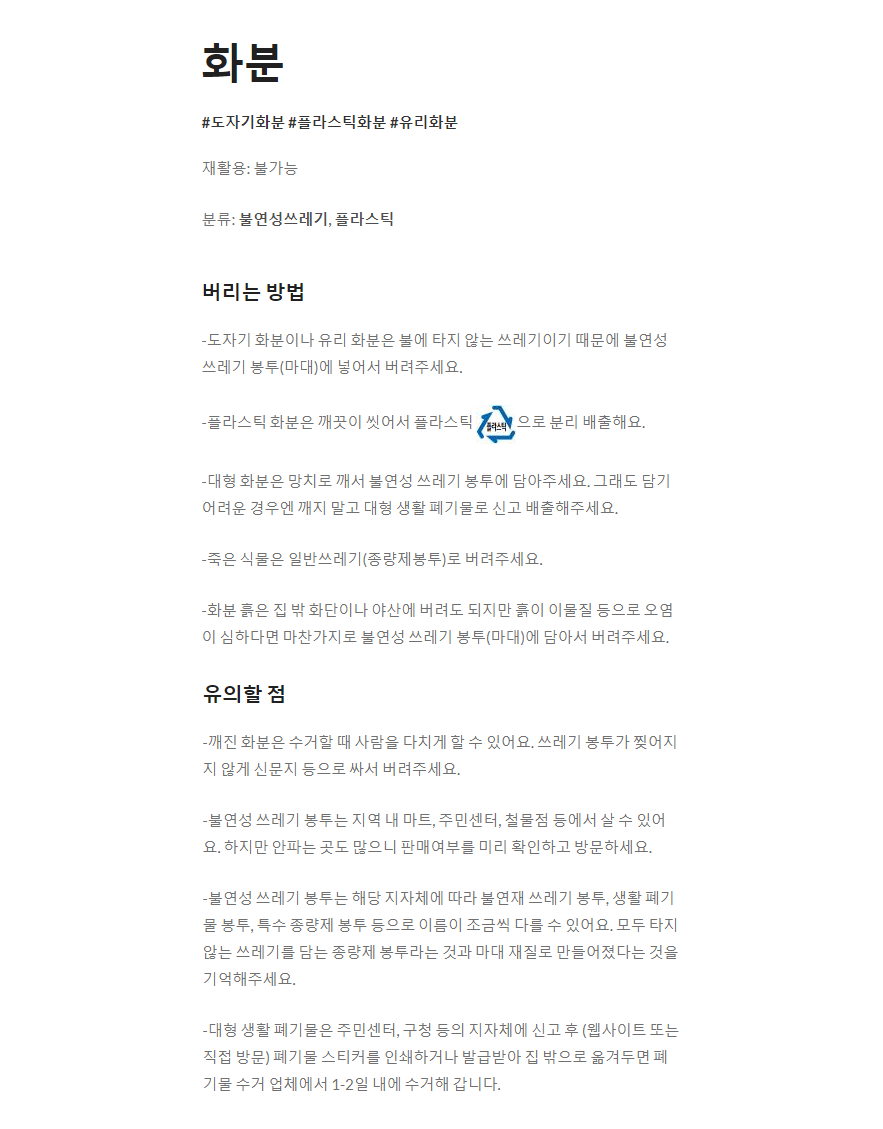 화분
#도자기화분 #플라스틱화분 #유리화분
재활용: 불가능
분류: 불연성쓰레기, 플라스틱
버리는 방법
-도자기 화분이나 유리 화분은 불에 타지 않는 쓰레기이기 때문에 불연성
쓰레기 봉투(마대)에 넣어서 버려주세요.
-플라스틱 화분은 깨끗이 씻어서 플라스틱 플라스틱 으로 분리 배출해요.
-대형 화분은 망치로 깨서 불연성 쓰레기 봉투에 담아주세요. 그래도 담기
어려운 경우엔 깨지 말고 대형 생활 폐기물로 신고 배출해주세요.
-죽은 식물은 일반쓰레기(종량제봉투)로 버려주세요.
-화분 흙은 집 밖 화단이나 야산에 버려도 되지만 흙이 이물질 등으로 오염
이 심하다면 마찬가지로 불연성 쓰레기 봉투(마대)에 담아서 버려주세요.
유의할 점
-깨진 화분은 수거할 때 사람을 다치게 할 수 있어요. 쓰레기 봉투가 찢어지
지 않게 신문지 등으로 싸서 버려주세요.
-불연성 쓰레기 봉투는 지역 내 마트, 주민센터, 철물점 등에서 살 수 있어
요. 하지만 안파는 곳도 많으니 판매여부를 미리 확인하고 방문하세요.
-불연성 쓰레기 봉투는 해당 지자체에 따라 불연재 쓰레기 봉투, 생활 폐기
물 봉투, 특수 종량제 봉투 등으로 이름이 조금씩 다를 수 있어요. 모두 타지
않는 쓰레기를 담는 종량제 봉투라는 것과 마대 재질로 만들어졌다는 것을
기억해주세요.
-대형 생활 폐기물은 주민센터, 구청 등의 지자체에 신고 후 (웹사이트 또는
직접 방문) 폐기물 스티커를 인쇄하거나 발급받아 집 밖으로 옮겨두면 폐
기물 수거 업체에서 1-2일 내에 수거해 갑니다.